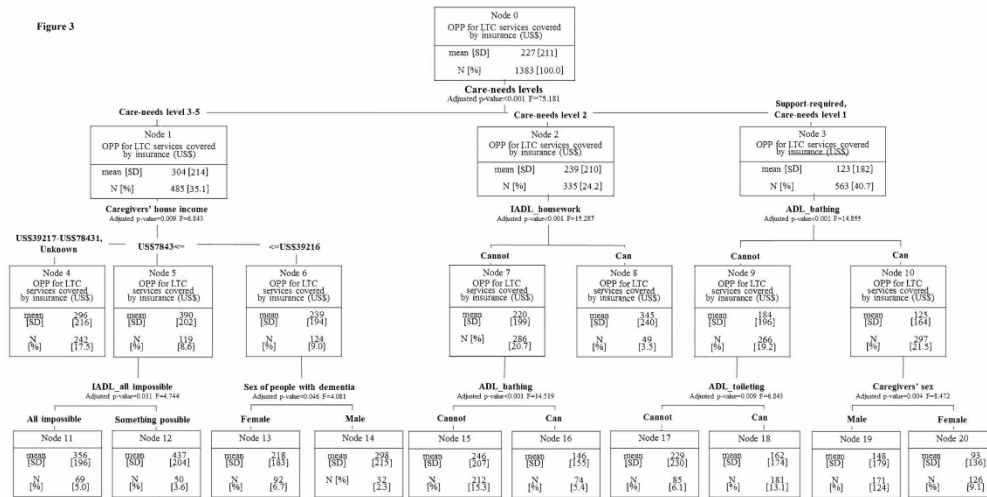 Figure 3
Node 0
OPP for LTC services covered
by insurance (US$)
mean [SD] 227 [211]
N [%] 1383 [100.0]
Care-needs levels
Adjusted p-value<0.001 F=75.181
Care-needs level 3-5
Care-needs level 2
Support-required,
Care-needs level 1
Node 1
OPP for LTC services covered
by insurance (US$)
mean [SD] 304 [214]
N [%] 485 [35.1]
Node 2
OPP for LTC services covered
by insurance (US$)
mean [SD] 239 [210]
N [%] 335 [24.2]
Node 3
OPP for LTC services covered
by insurance (US$)
mean [SD] 123 [182]
N [%] 563 [40.7]
Caregivers' house income
Adjusted p-value=0.009 F=6.843
IADL_housework
Adjusted p-value<0.001 F=15.287
ADL_bathing
Adjusted p-value<0.001 F=14.855
US$39217-US$78431,
Unknown
US$7843<=
<=US$39216
Cannot
Can
Cannot
Can
Node 4
OPP for LTC
services covered
by insurance (US$)
mean 296
[SD] [216]
N 242
[%] [17.5]
Node 5
OPP for LTC
services covered
by insurance (US$)
mean 390
[SD] [202]
N 119
[%] [8.6]
Node 6
OPP for LTC
services covered
by insurance (US$)
mean 239
[SD] [194]
N 124
[%] [9.0]
Node 7
OPP for LTC
services covered
by insurance (US$)
mean 220
[SD] [199]
N 286
[%] [20.7]
Node 8
OPP for LTC
services covered
by insurance (US$)
mean 345
[SD] [240]
N 49
[%] [3.5]
Node 9
OPP for LTC
services covered
by insurance (US$)
mean 184
[SD] [196]
N 266
[%] [19.2]
Node 10
OPP for LTC
services covered
by insurance (US$)
mean 125
[SD] [164]
N 297
[%] [21.5]
IADL_all impossible
Adjusted p-value=0.031 F=4.744
Sex of people with dementia
Adjusted p-value=0.046 F=4.081
ADL_bathing
Adjusted p-value<0.001 F=14.519
ADL_toileting
Adjusted p-value=0.009 F=6.843
Caregivers' sex
Adjusted p-value=0.004 F=8.472
All impossible
Something possible
Female
Male
Cannot
Can
Cannot
Can
Male
Female
Node 11
mean 356
[SD] [196]
N 69
[%] [5.0]
Node 12
mean 437
[SD] [204]
N 50
[%] [3.6]
Node 13
mean 218
[SD] [183]
N 92
[%] [6.7]
Node 14
mean 298
[SD] [215]
N [%] 32
[2.3]
Node 15
mean 246
[SD] [207]
N 212
[%] [15.3]
Node 16
mean 146
[SD] [155]
N 74
[%] [5.4]
Node 17
mean 229
[SD] [230]
N 85
[%] [6.1]
Node 18
mean 162
[SD] [174]
N 181
[%] [13.1]
Node 19
mean 148
[SD] [179]
N 171
[%] [124]
Node 20
mean 93
[SD] [136]
N 126
[%] [9.1]